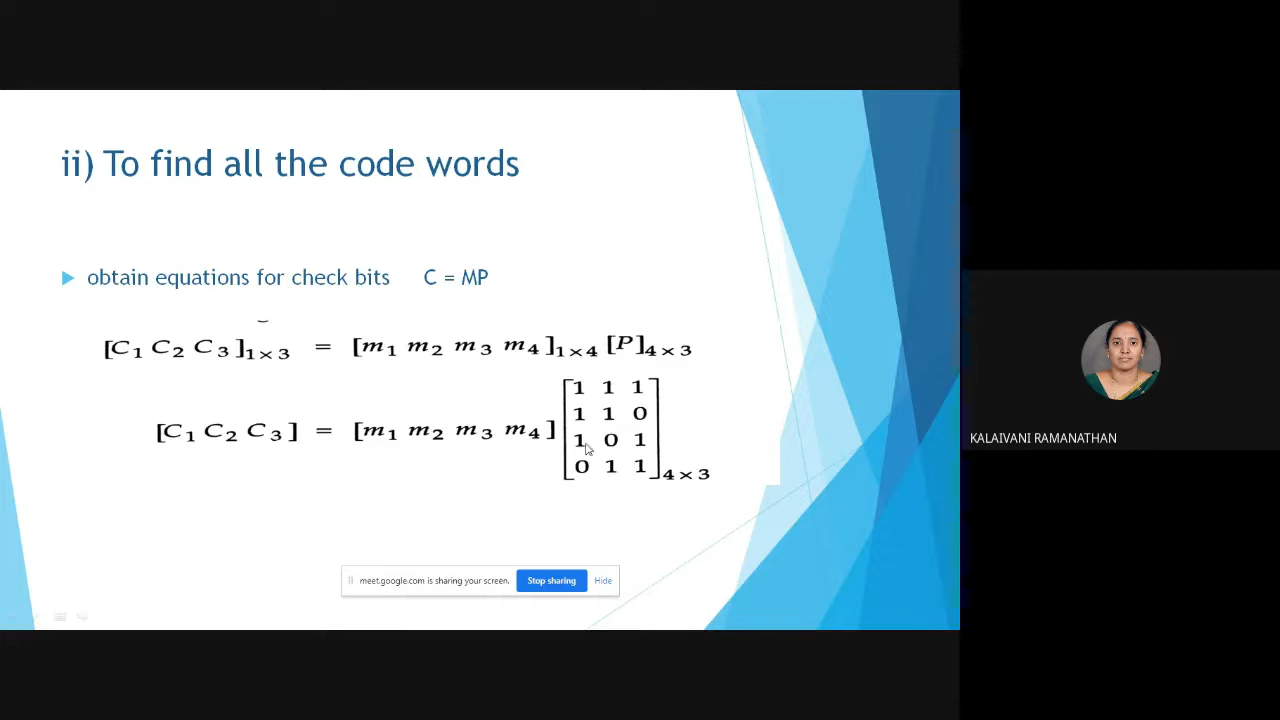 ii) To find all the code words
obtain equations for check bits C = MP
[C₁ C₂ C₃]₁×₃ = [m₁ m₂ m₃ m₄]₁×₄ [P]₄×₃
[C₁ C₂ C₃] = [m₁ m₂ m₃ m₄]
1 1 1
1 1 0
1 0 1
0 1 1
4×3
KALAIVANI RAMANATHAN
meet.google.com is sharing your screen. Stop sharing Hide